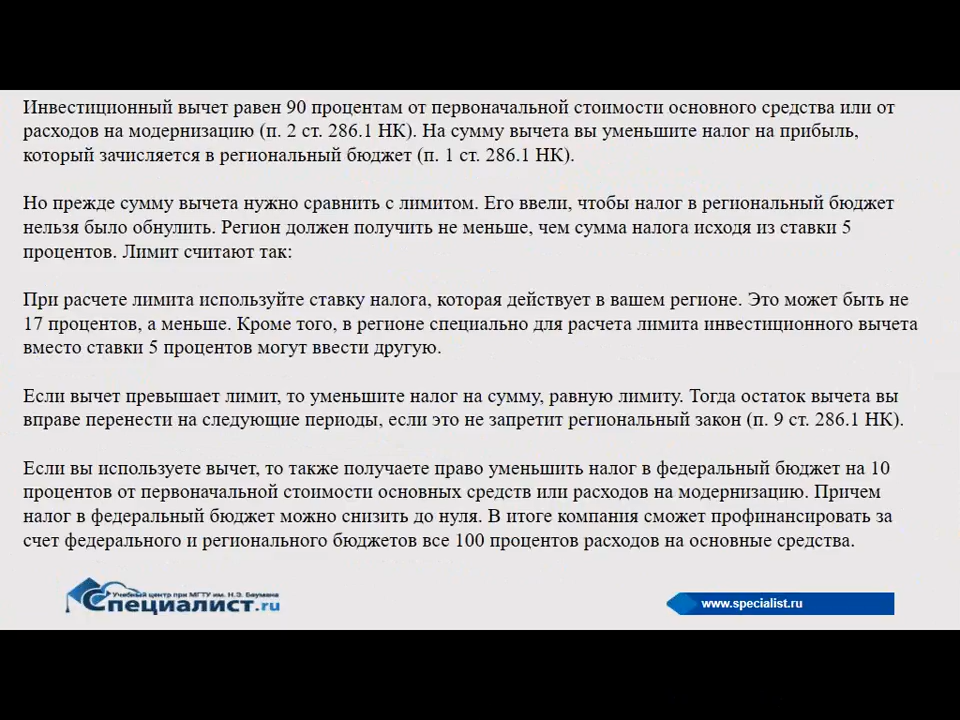 Инвестиционный вычет равен 90 процентам от первоначальной стоимости основного средства или от
расходов на модернизацию (п. 2 ст. 286.1 НК). На сумму вычета вы уменьшите налог на прибыль,
который зачисляется в региональный бюджет (п. 1 ст. 286.1 НК).
Но прежде сумму вычета нужно сравнить с лимитом. Его ввели, чтобы налог в региональный бюджет
нельзя было обнулить. Регион должен получить не меньше, чем сумма налога исходя из ставки 5
процентов. Лимит считают так:
При расчете лимита используйте ставку налога, которая действует в вашем регионе. Это может быть не
17 процентов, а меньше. Кроме того, в регионе специально для расчета лимита инвестиционного вычета
вместо ставки 5 процентов могут ввести другую.
Если вычет превышает лимит, то уменьшите налог на сумму, равную лимиту. Тогда остаток вычета вы
вправе перенести на следующие периоды, если это не запретит региональный закон (п. 9 ст. 286.1 НК).
Если вы используете вычет, то также получаете право уменьшить налог в федеральный бюджет на 10
процентов от первоначальной стоимости основных средств или расходов на модернизацию. Причем
налог в федеральный бюджет можно снизить до нуля. В итоге компания сможет профинансировать за
счет федерального и регионального бюджетов все 100 процентов расходов на основные средства.
Учебный центр при МГТУ им. Н.Э. Баумана
Специалист.ru
www.specialist.ru